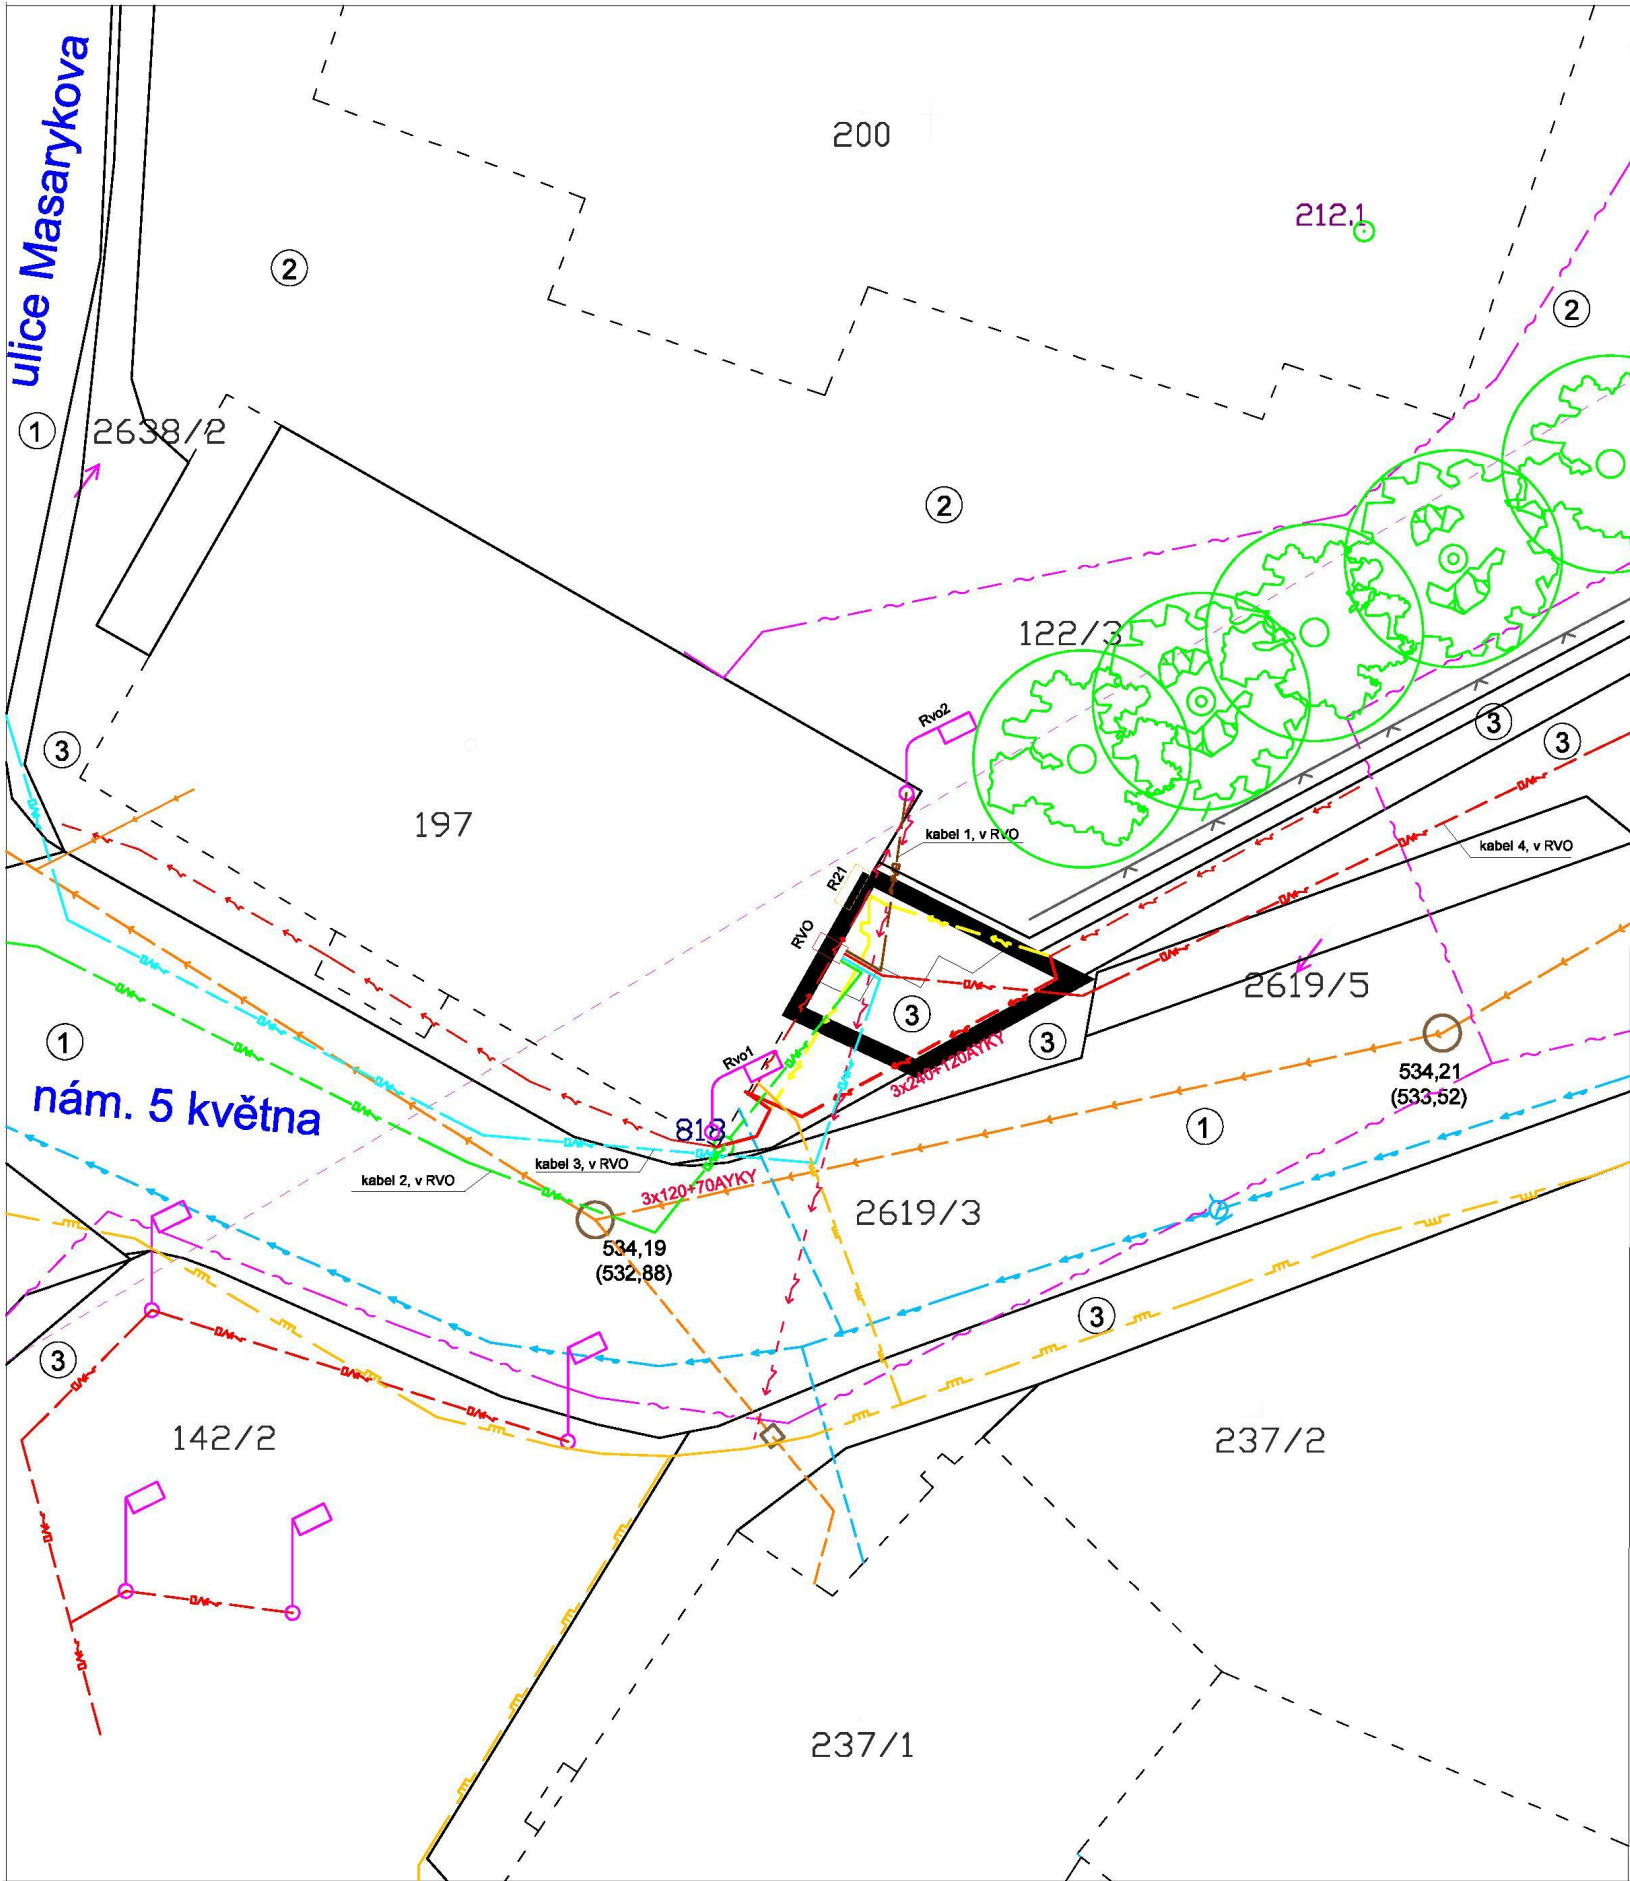 ulice Masarykova
200
212.1
2
2
1
2638/2
2
122/3
Rvo2
3
3
3
197
kabel 1, v RVO
kabel 4, v RVO
R21
RVO
2619/5
3
3
1
nám. 5 května
Rvo1
3x240+120AYKY
534,21
(533,52)
818
1
kabel 3, v RVO
kabel 2, v RVO
3x120+70AYKY
2619/3
534,19
(532,88)
3
3
142/2
237/2
237/1